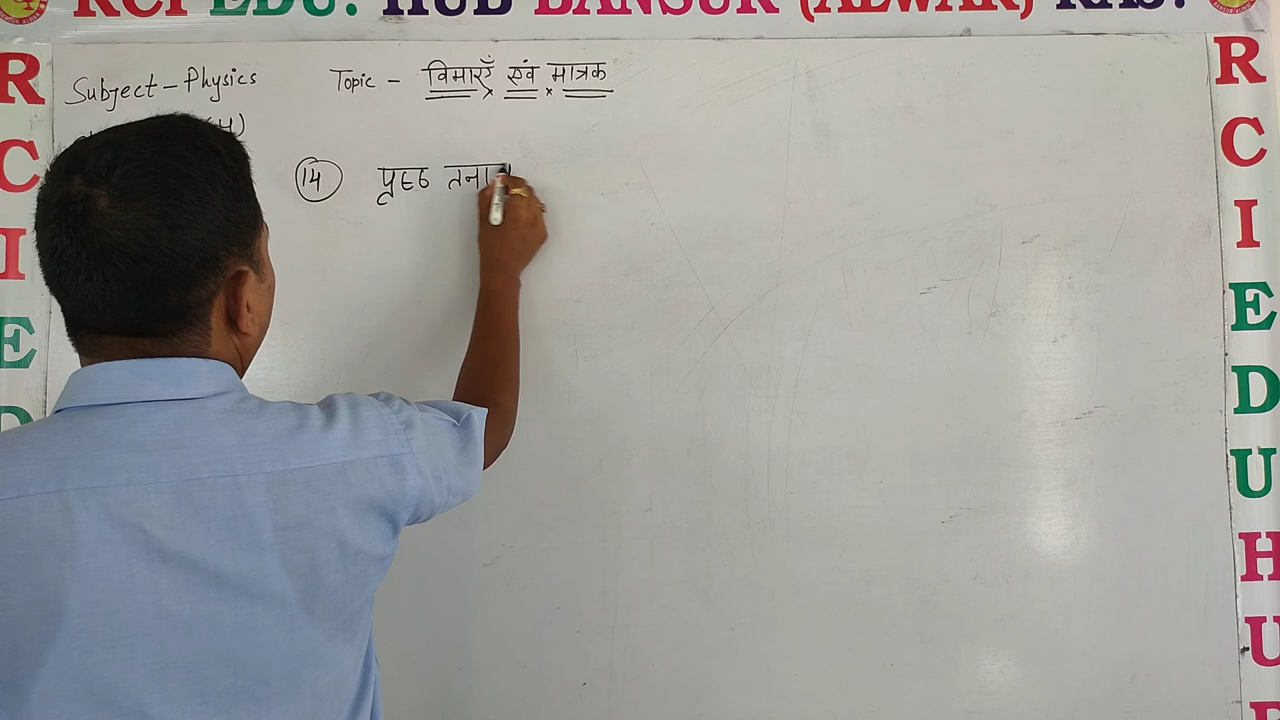 RCI EDU. HUB BANSUR (ALWAR) RAJ.
Subject - Physics Topic - विमाएँ एवं मात्रक
(14) पृष्ठ तनाव
R C I E D
R C I E D U H U B